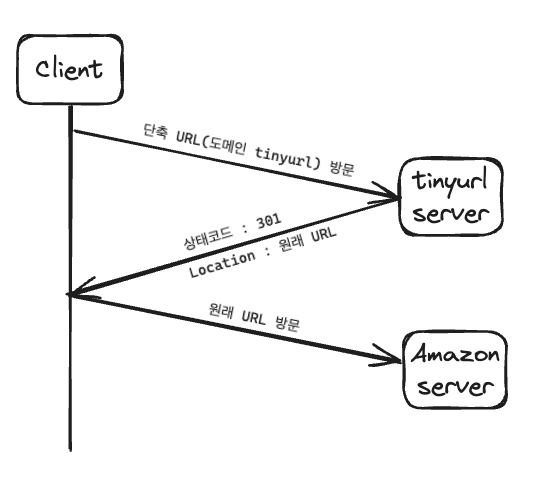 Client
단축 URL(도메인 tinyurl) 방문
tinyurl
server
상태코드 : 301
Location : 원래 URL
원래 URL 방문
Amazon
server